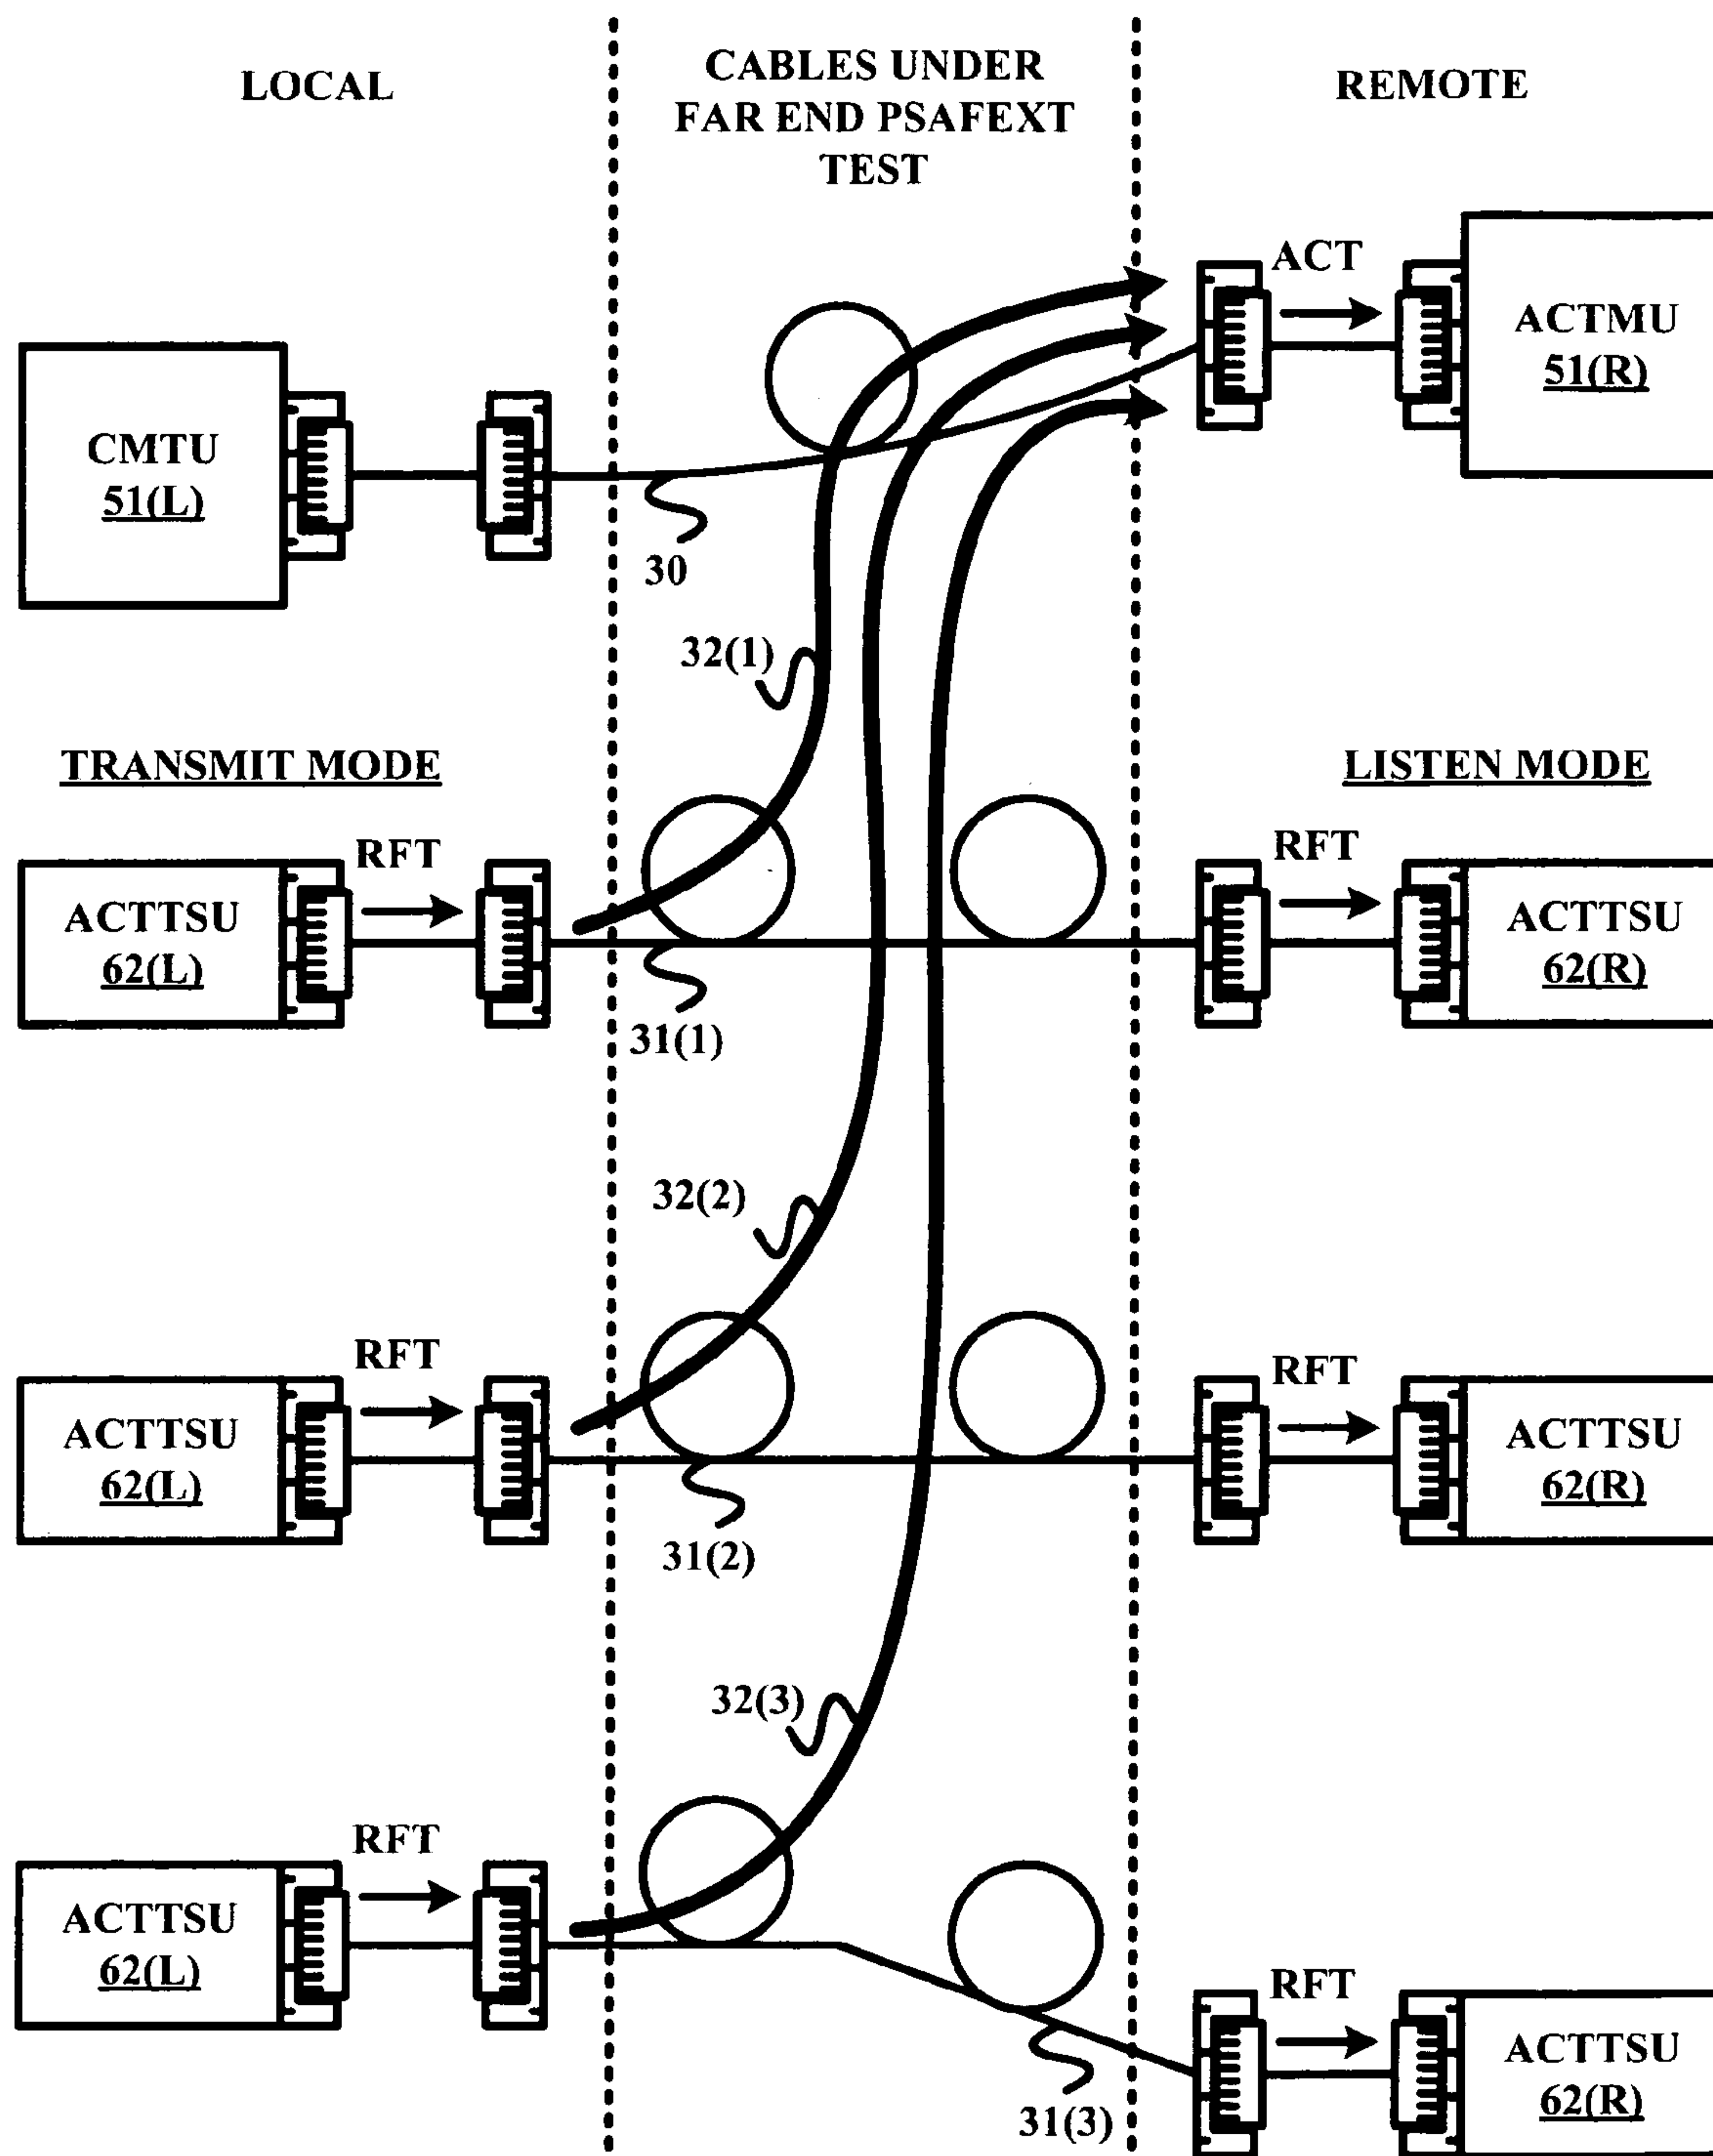 LOCAL
CABLES UNDER
FAR END PSAFEXT
TEST
REMOTE
ACT
ACTMU
51(R)
CMTU
51(L)
30
32(1)
TRANSMIT MODE
LISTEN MODE
RFT
RFT
ACTTSU
62(L)
ACTTSU
62(R)
31(1)
32(2)
RFT
RFT
ACTTSU
62(L)
ACTTSU
62(R)
31(2)
32(3)
RFT
ACTTSU
62(L)
RFT
ACTTSU
62(R)
31(3)